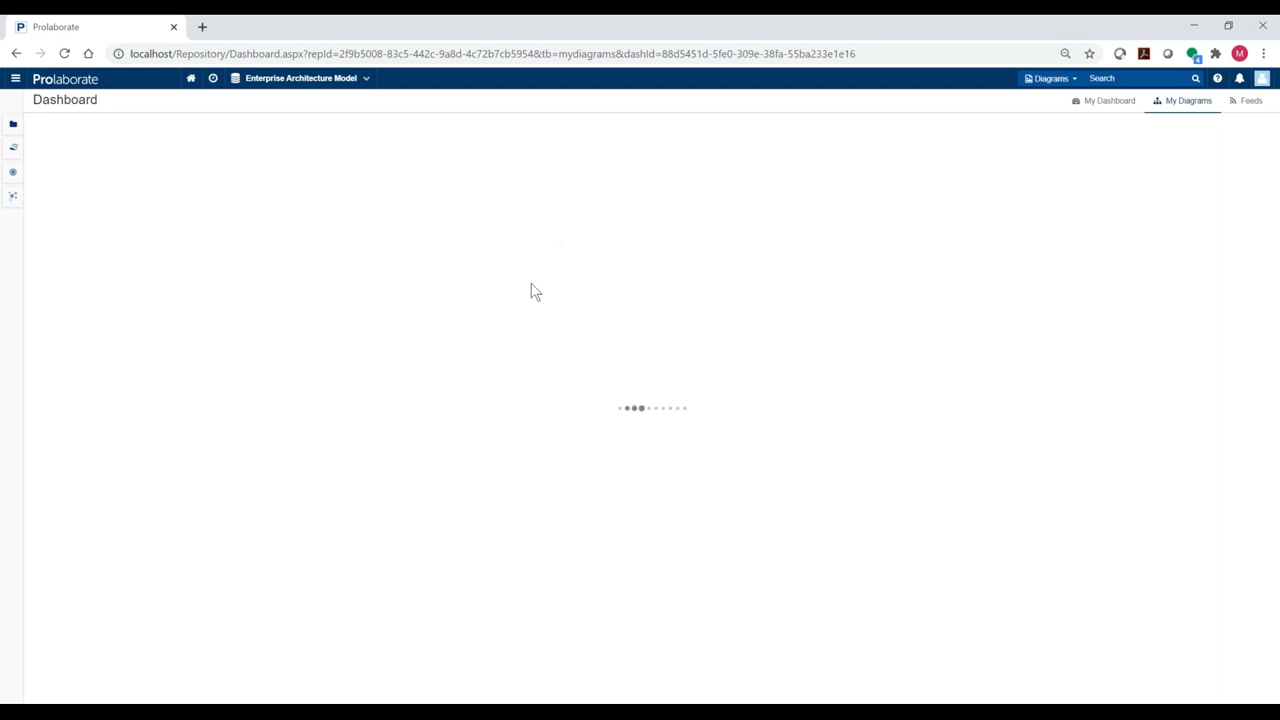 Prolaborate
localhost/Repository/Dashboard.aspx?repId=2f9b5008-83c5-442c-9a8d-4c72b7cb5954&tb=mydiagrams&dashId=88d5451d-5fe0-309e-38fa-55ba233e1e16
4
M
Prolaborate
Enterprise Architecture Model
Diagrams
Search
Dashboard
My Dashboard
My Diagrams
Feeds